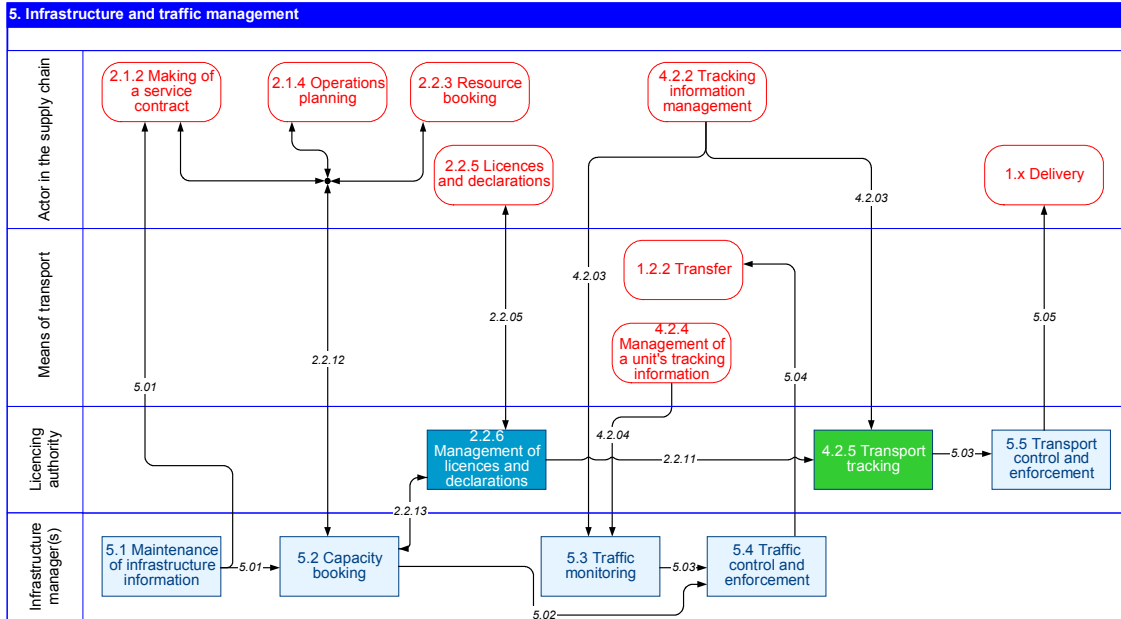 5. Infrastructure and traffic management
Actor in the supply chain
2.1.2 Making of
a service
contract
2.1.4 Operations
planning
2.2.3 Resource
booking
4.2.2 Tracking
information
management
2.2.5 Licences
and declarations
1.x Delivery
4.2.03
Means of transport
1.2.2 Transfer
4.2.03
2.2.05
5.05
4.2.4
Management of
a unit's tracking
information
2.2.12
5.04
5.01
Licencing
authority
2.2.6
Management of
licences and
declarations
4.2.04
2.2.11
4.2.5 Transport
tracking
5.03
5.5 Transport
control and
enforcement
2.2.13
Infrastructure
manager(s)
5.1 Maintenance
of infrastructure
information
5.01
5.2 Capacity
booking
5.3 Traffic
monitoring
5.03
5.4 Traffic
control and
enforcement
5.02